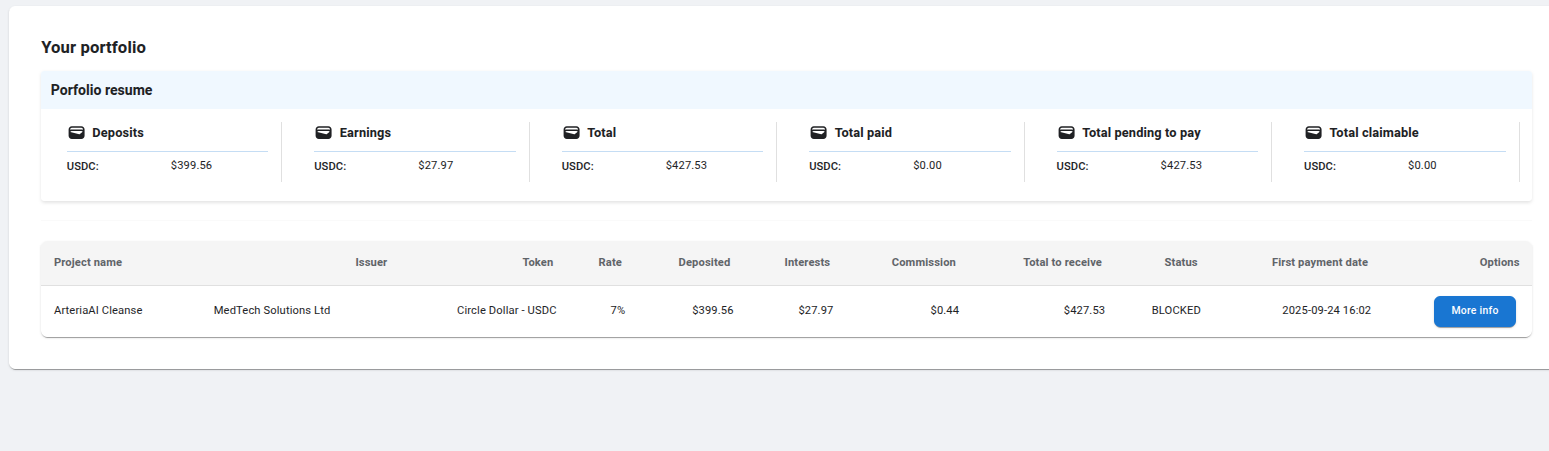 Your portfolio
Porfolio resume
Deposits Earnings Total Total paid Total pending to pay Total claimable
USDC: $399.56 USDC: $27.97 USDC: $427.53 USDC: $0.00 USDC: $427.53 USDC: $0.00
Project name Issuer Token Rate Deposited Interests Commission Total to receive Status First payment date Options
ArteriaAI Cleanse MedTech Solutions Ltd Circle Dollar - USDC 7% $399.56 $27.97 $0.44 $427.53 BLOCKED 2025-09-24 16:02 More info